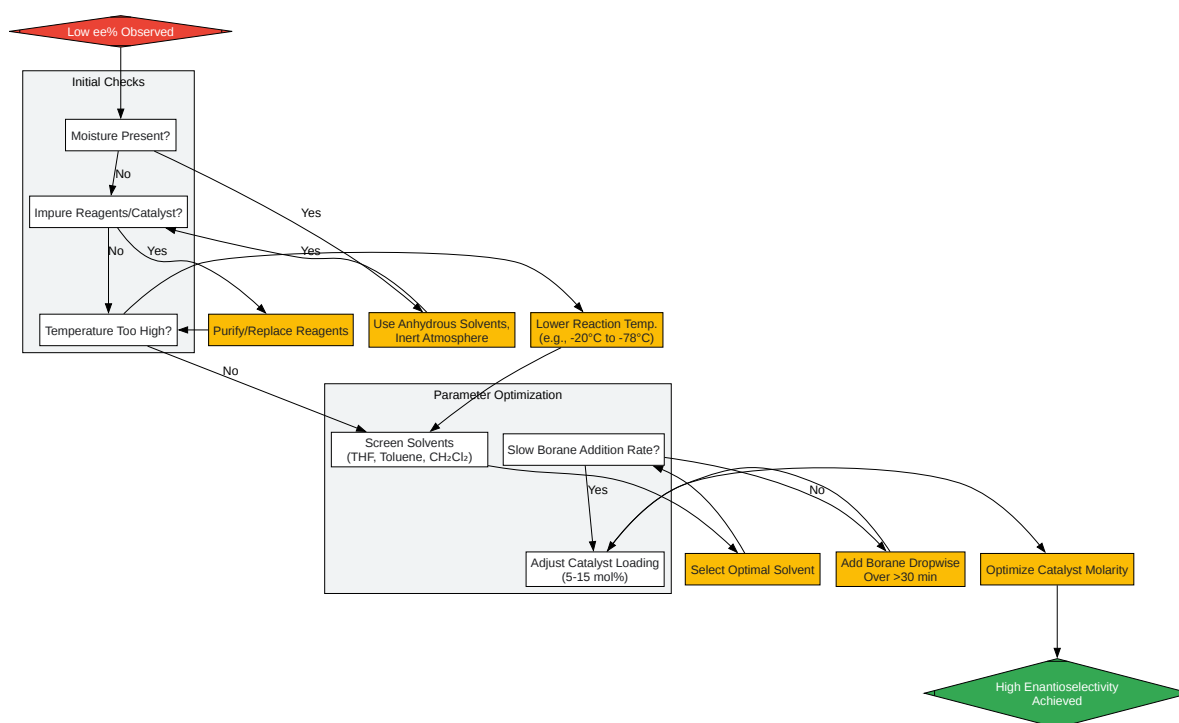 Low ee% Observed
Initial Checks
Moisture Present?
No
Impure Reagents/Catalyst?
Yes
No
Yes
Yes
Temperature Too High?
Purify/Replace Reagents
Use Anhydrous Solvents,
Inert Atmosphere
Lower Reaction Temp.
(e.g., -20°C to -78°C)
No
Parameter Optimization
Screen Solvents
(THF, Toluene, CH₂Cl₂)
Slow Borane Addition Rate?
Yes
No
Adjust Catalyst Loading
(5-15 mol%)
Select Optimal Solvent
Add Borane Dropwise
Over >30 min
Optimize Catalyst Molarity
High Enantioselectivity
Achieved